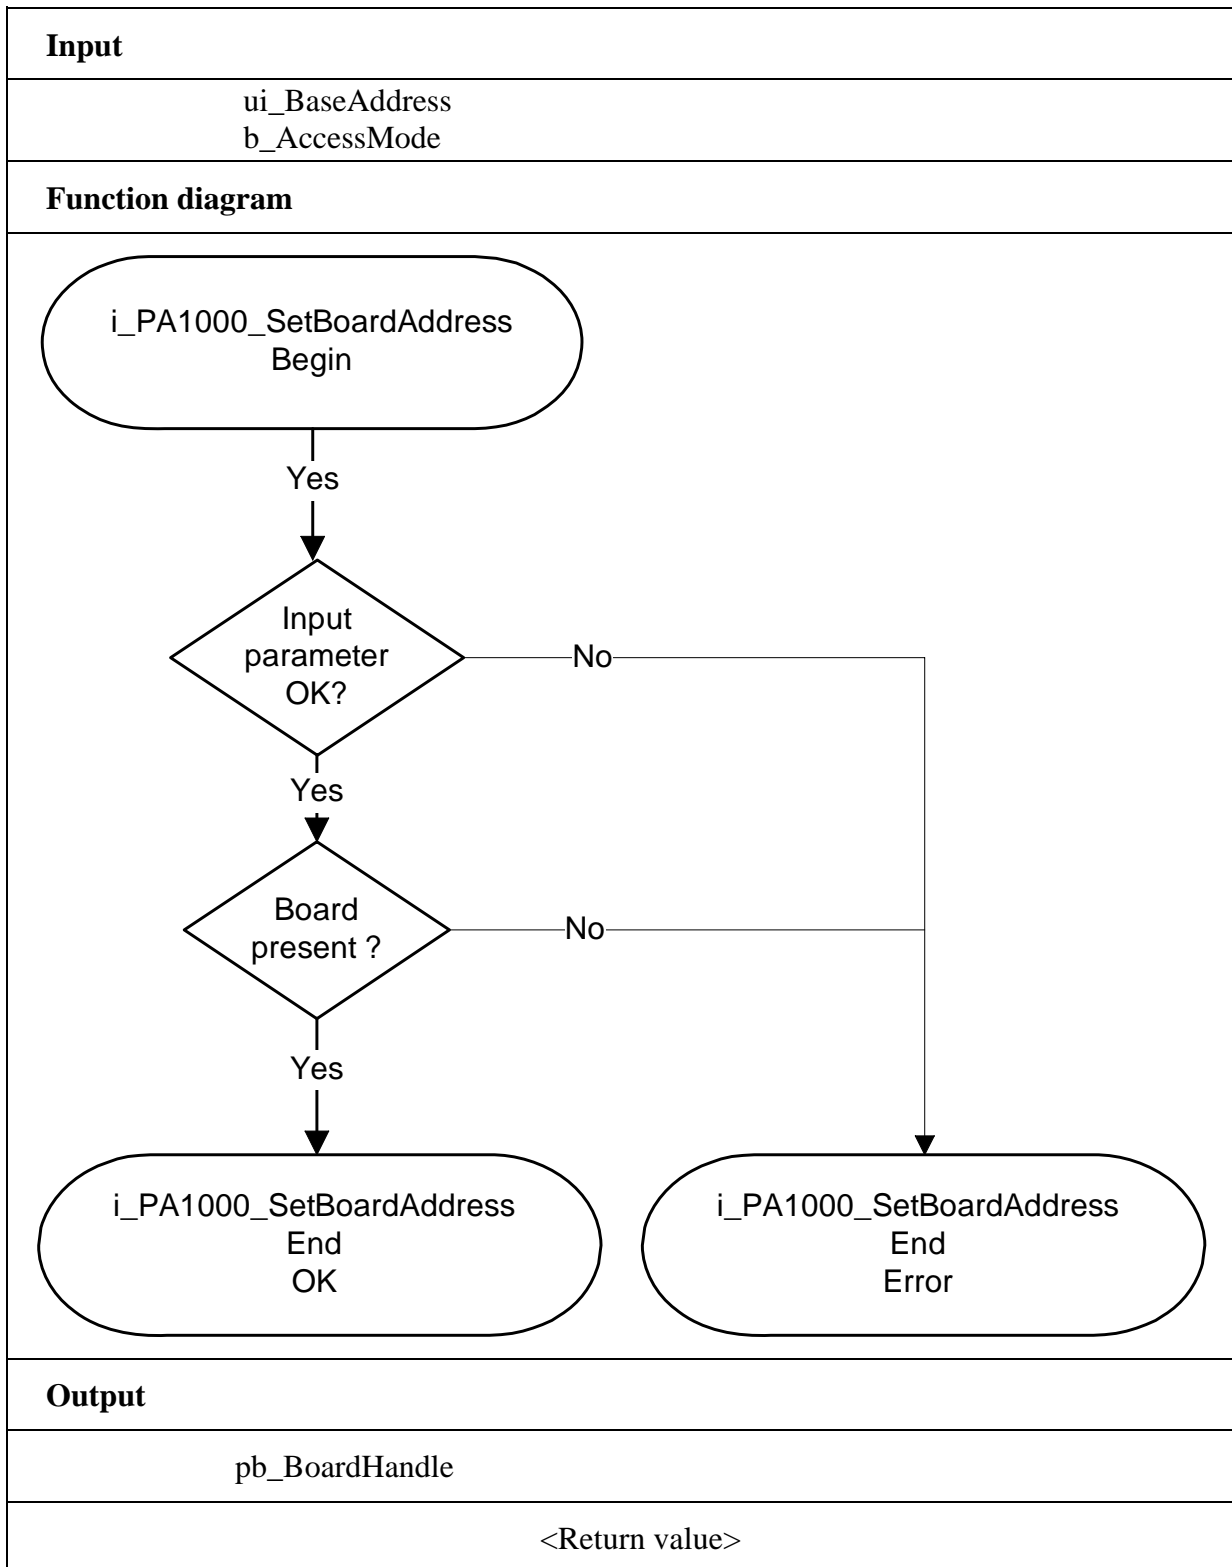 Input
ui_BaseAddress
b_AccessMode
Function diagram
i_PA1000_SetBoardAddress
Begin
Yes
Input
parameter
OK?
No
Yes
Board
present ?
No
Yes
i_PA1000_SetBoardAddress
End
OK
i_PA1000_SetBoardAddress
End
Error
Output
pb_BoardHandle
<Return value>